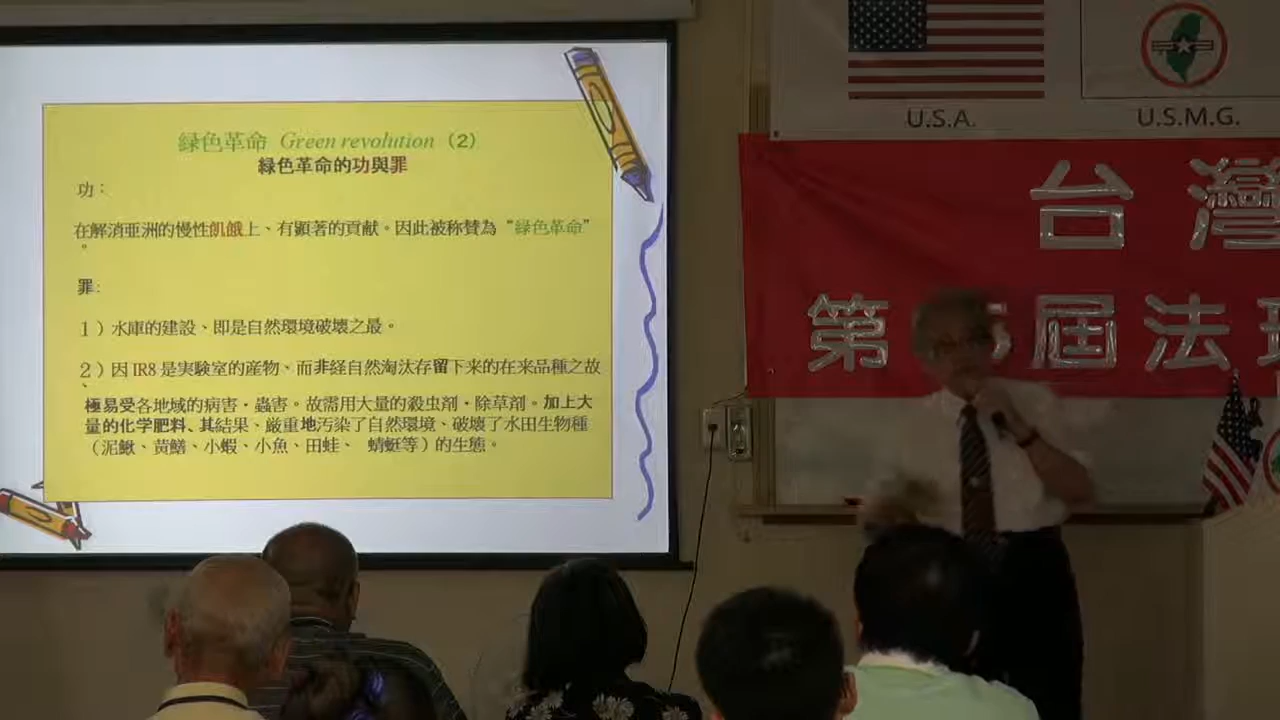 綠色革命 Green revolution（2）
綠色革命的功與罪
功：
在解消亚洲的慢性飢餓上、有顯著的貢献。因此被称賛為“綠色革命”
。
罪:
1）水庫的建設、即是自然環境破壊之最。
2）因 IR8 是実験室的産物、而非経自然淘汰存留下来的在来品種之故
、
極易受各地域的病害・蟲害。故需用大量的殺虫剤・除草剤。加上大
量的化学肥料、其結果、嚴重地汚染了自然環境、破壊了水田生物種
（泥鰍、黃鱔、小蝦、小魚、田蛙、 蜻蜓等）的生態。
U.S.A.
U.S.M.G.
台灣
第 屆法